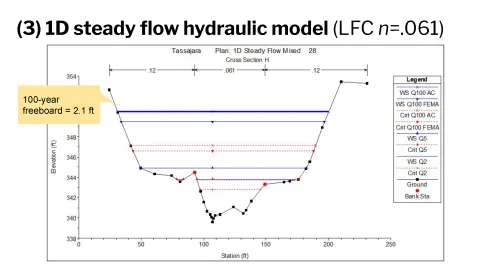 (3) 1D steady flow hydraulic model (LFC n=.061)
Tassajara Plan: 1D Steady Flow Mixed 28
Cross Section H
.12 .061 .12
100-year
freeboard = 2.1 ft
Legend
WS Q100 AC
WS Q100 FEMA
Crit Q100 AC
Crit Q100 FEMA
WS Q5
Crit Q5
WS Q2
Crit Q2
Ground
Bank Sta
Elevation (ft)
354
348
346
344
342
340
338
0 50 100 150 200 250
Station (ft)